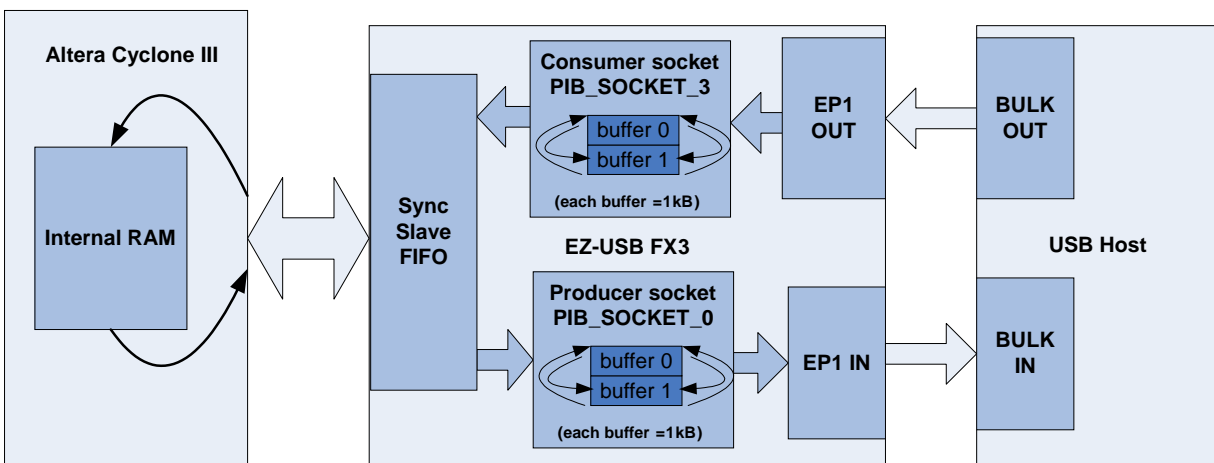 Altera Cyclone III
Internal RAM
Sync
Slave
FIFO
Consumer socket
PIB_SOCKET_3
buffer 0
buffer 1
(each buffer =1kB)
EZ-USB FX3
Producer socket
PIB_SOCKET_0
buffer 0
buffer 1
(each buffer =1kB)
EP1
OUT
EP1 IN
BULK
OUT
USB Host
BULK
IN